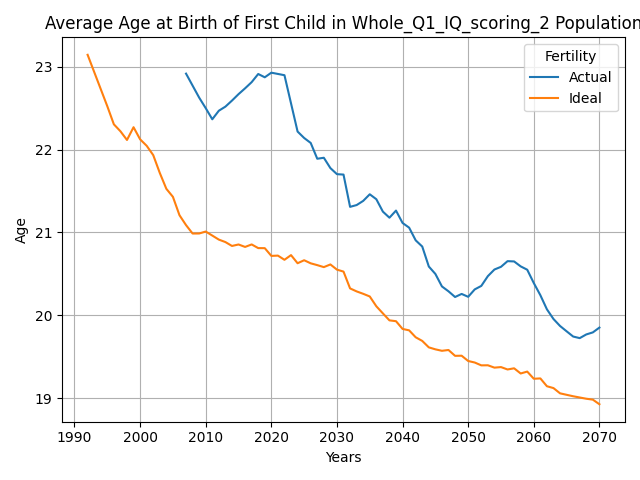 Average Age at Birth of First Child in Whole_Q1_IQ_scoring_2 Population
Fertility
Actual
Ideal
23
22
21
20
19
Age
1990 2000 2010 2020 2030 2040 2050 2060 2070
Years